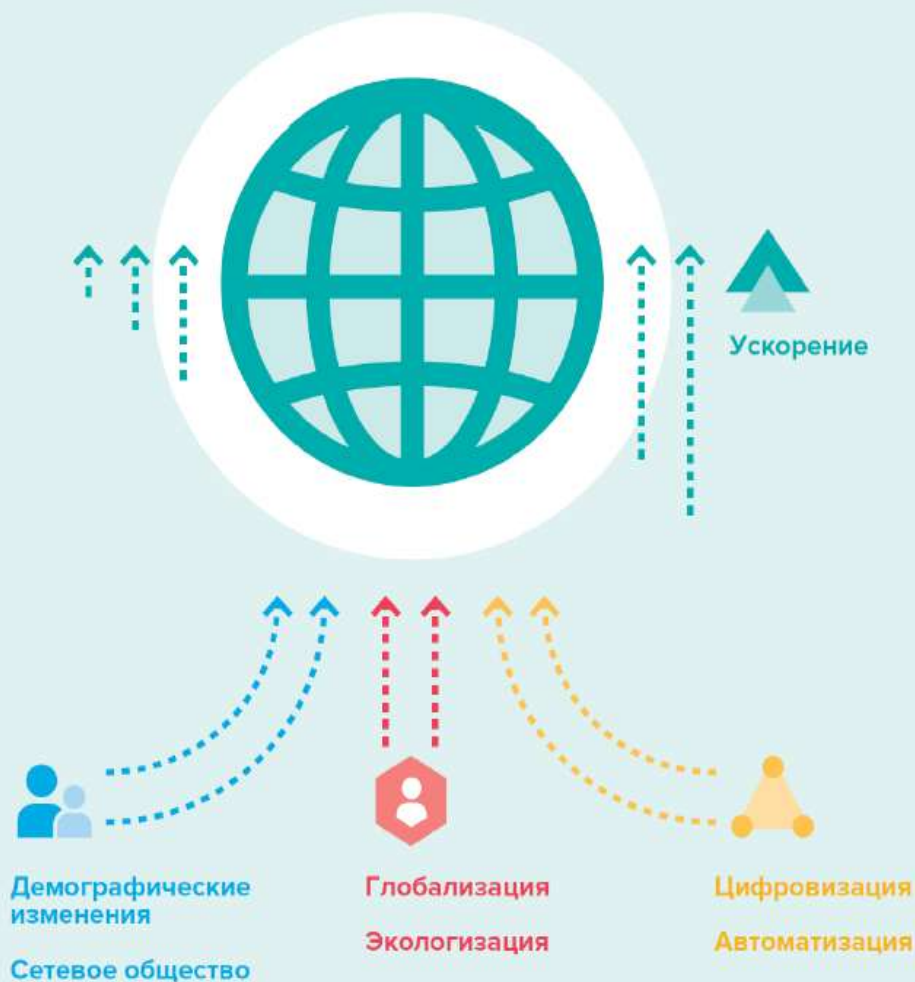 Ускорение
Демографические
изменения
Сетевое общество
Глобализация
Экологизация
Цифровизация
Автоматизация